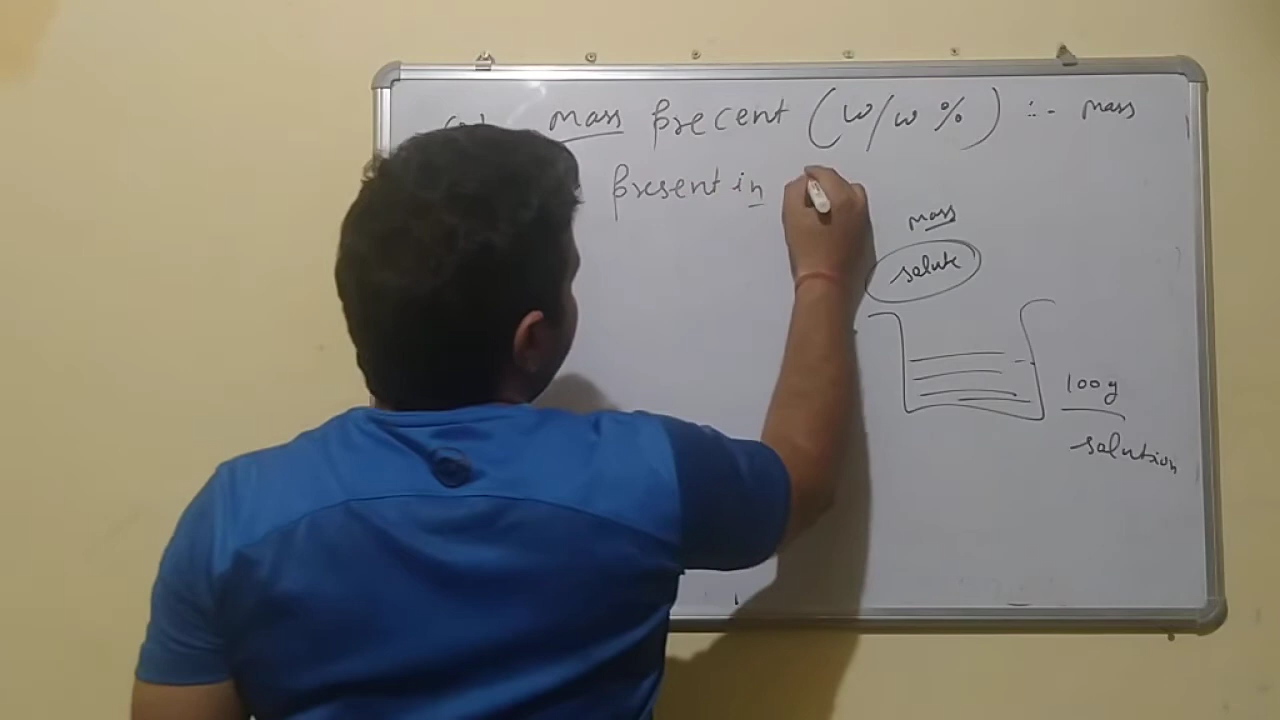 mass precent (w/w %) :- mass
present in
mass
solute
100g
solution